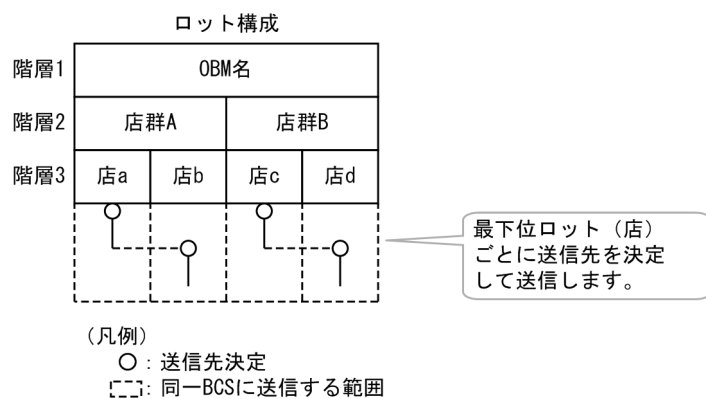 ロット構成
階層1 OBM名
階層2 店群A 店群B
階層3 店a 店b 店c 店d
最下位ロット（店）
ごとに送信先を決定
して送信します。
（凡例）
○：送信先決定
：同一BCSに送信する範囲